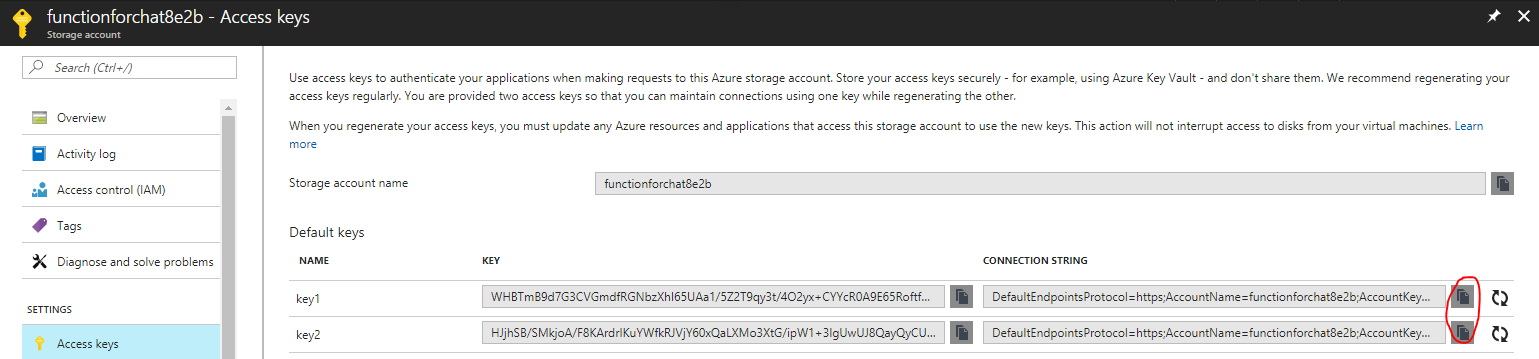 functionforchat8e2b - Access keys
Storage account
Search (Ctrl+/)
Overview
Activity log
Access control (IAM)
Tags
Diagnose and solve problems
SETTINGS
Access keys
Use access keys to authenticate your applications when making requests to this Azure storage account. Store your access keys securely - for example, using Azure Key Vault - and don't share them. We recommend regenerating your
access keys regularly. You are provided two access keys so that you can maintain connections using one key while regenerating the other.
When you regenerate your access keys, you must update any Azure resources and applications that access this storage account to use the new keys. This action will not interrupt access to disks from your virtual machines. Learn
more
Storage account name functionforchat8e2b
Default keys
NAME KEY CONNECTION STRING
key1 WHBTmB9d7G3CVGmdfRGNbzXhI65UAa1/5Z2T9qy3t/4O2yx+CYYcR0A9E65Roftf... DefaultEndpointsProtocol=https;AccountName=functionforchat8e2b;AccountKey...
key2 HJjhSB/SMkjoA/F8KArdrIKuYWfkRJVjY60xQaLXMo3XtG/ipW1+3IgUwUJ8QayQyCU... DefaultEndpointsProtocol=https;AccountName=functionforchat8e2b;AccountKey...